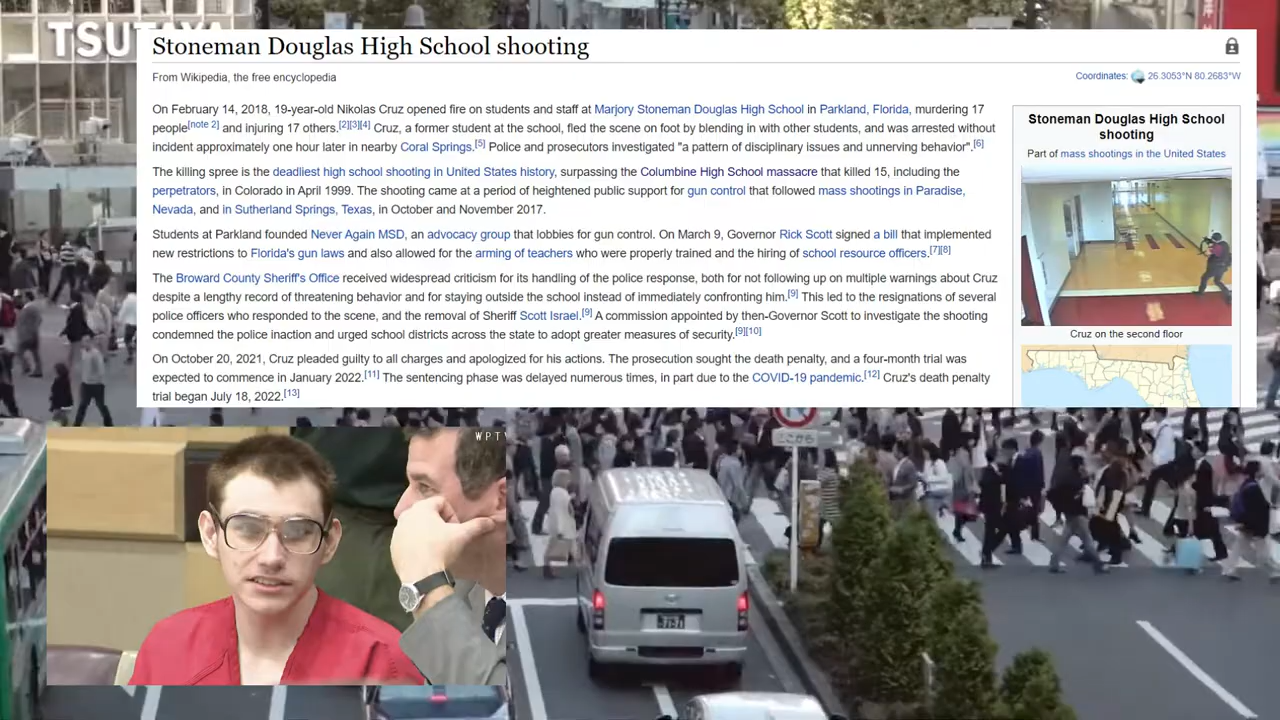 TSUTAYA
Stoneman Douglas High School shooting
From Wikipedia, the free encyclopedia
Coordinates: 26.3053°N 80.2683°W
On February 14, 2018, 19-year-old Nikolas Cruz opened fire on students and staff at Marjory Stoneman Douglas High School in Parkland, Florida, murdering 17
people[note 2] and injuring 17 others.[2][3][4] Cruz, a former student at the school, fled the scene on foot by blending in with other students, and was arrested without
incident approximately one hour later in nearby Coral Springs.[5] Police and prosecutors investigated "a pattern of disciplinary issues and unnerving behavior".[6]
The killing spree is the deadliest high school shooting in United States history, surpassing the Columbine High School massacre that killed 15, including the
perpetrators, in Colorado in April 1999. The shooting came at a period of heightened public support for gun control that followed mass shootings in Paradise,
Nevada, and in Sutherland Springs, Texas, in October and November 2017.
Students at Parkland founded Never Again MSD, an advocacy group that lobbies for gun control. On March 9, Governor Rick Scott signed a bill that implemented
new restrictions to Florida's gun laws and also allowed for the arming of teachers who were properly trained and the hiring of school resource officers.[7][8]
The Broward County Sheriff's Office received widespread criticism for its handling of the police response, both for not following up on multiple warnings about Cruz
despite a lengthy record of threatening behavior and for staying outside the school instead of immediately confronting him.[9] This led to the resignations of several
police officers who responded to the scene, and the removal of Sheriff Scott Israel.[9] A commission appointed by then-Governor Scott to investigate the shooting
condemned the police inaction and urged school districts across the state to adopt greater measures of security.[9][10]
On October 20, 2021, Cruz pleaded guilty to all charges and apologized for his actions. The prosecution sought the death penalty, and a four-month trial was
expected to commence in January 2022.[11] The sentencing phase was delayed numerous times, in part due to the COVID-19 pandemic.[12] Cruz's death penalty
trial began July 18, 2022.[13]
Stoneman Douglas High School
shooting
Part of mass shootings in the United States
Cruz on the second floor
WPTV
ここから